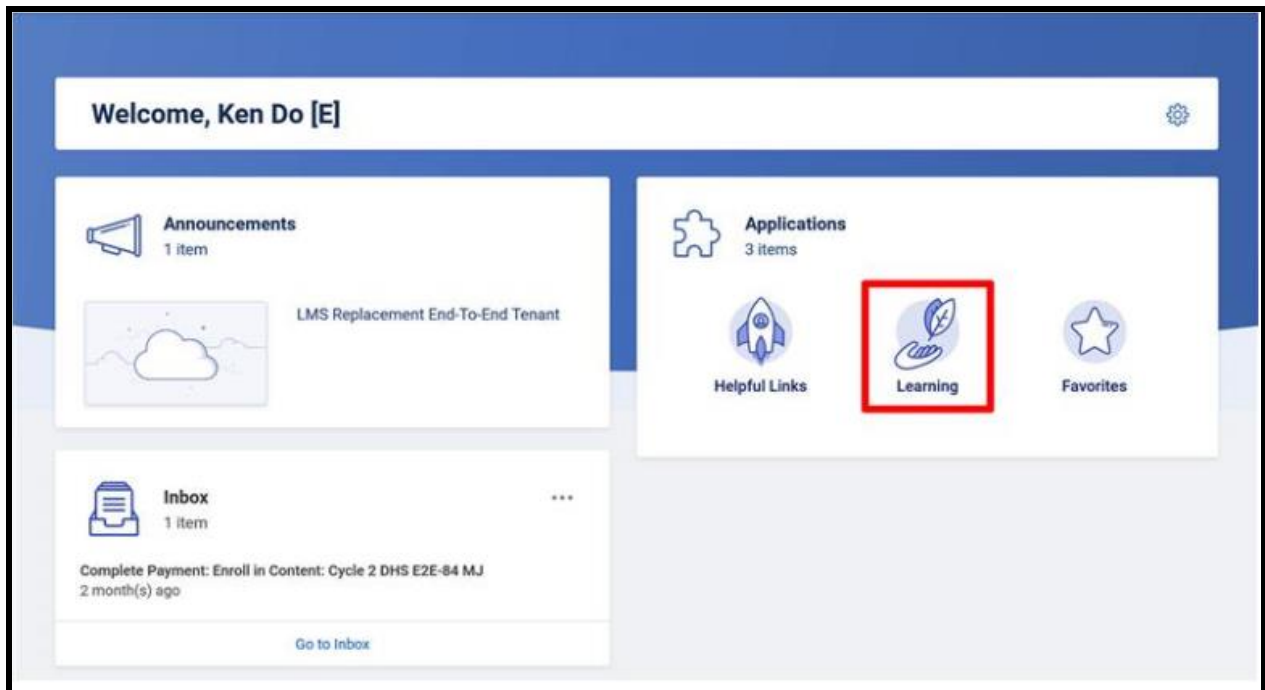 Welcome, Ken Do [E]
Announcements
1 item
LMS Replacement End-To-End Tenant
Applications
3 items
Helpful Links
Learning
Favorites
Inbox
1 item
Complete Payment: Enroll in Content: Cycle 2 DHS E2E-84 MJ
2 month(s) ago
Go to Inbox